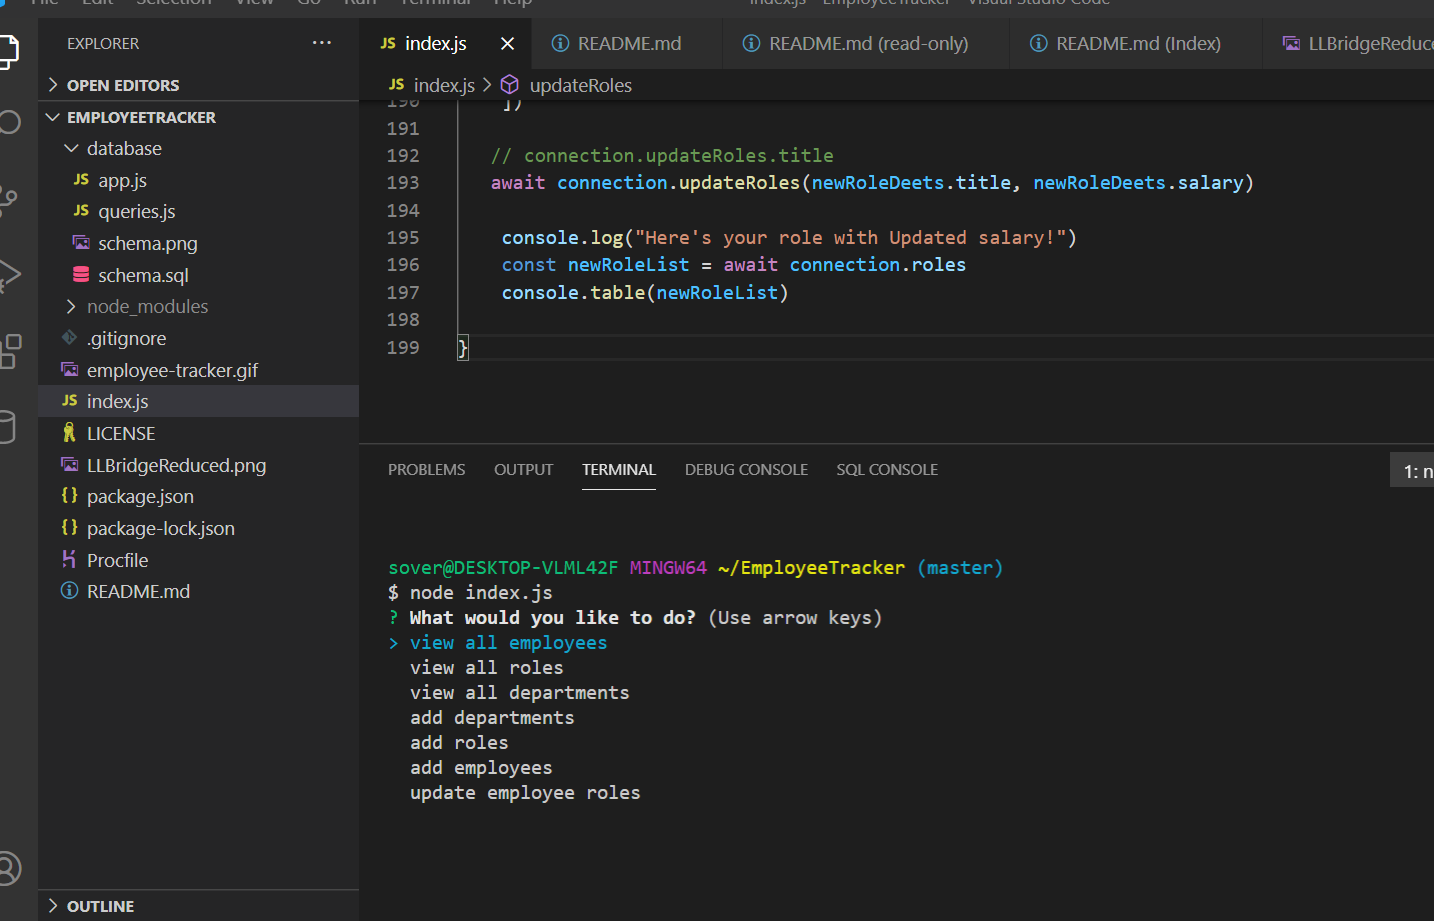 File Edit Selection View Go Run Terminal Help index.js - EmployeeTracker - Visual Studio Code
EXPLORER ···
JS index.js × README.md README.md (read-only) README.md (Index)
OPEN EDITORS
JS index.js > updateRoles
EMPLOYEETRACKER
database
JS app.js
JS queries.js
schema.png
schema.sql
node_modules
.gitignore
employee-tracker.gif
JS index.js
LICENSE
LLBridgeReduced.png
{} package.json
{} package-lock.json
Procfile
README.md
OUTLINE
190 ])
191
192 // connection.updateRoles.title
193 await connection.updateRoles(newRoleDeets.title, newRoleDeets.salary)
194
195 console.log("Here's your role with Updated salary!")
196 const newRoleList = await connection.roles
197 console.table(newRoleList)
198
199 }
PROBLEMS OUTPUT TERMINAL DEBUG CONSOLE SQL CONSOLE
sover@DESKTOP-VLML42F MINGW64 ~/EmployeeTracker (master)
$ node index.js
? What would you like to do? (Use arrow keys)
> view all employees
view all roles
view all departments
add departments
add roles
add employees
update employee roles